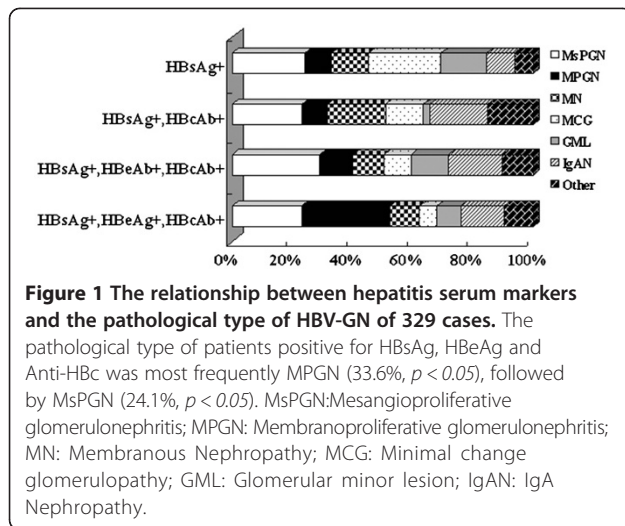 HBsAg+
HBsAg+,HBcAb+
HBsAg+,HBeAb+,HBcAb+
HBsAg+,HBeAg+,HBcAb+
0% 20% 40% 60% 80% 100%
MsPGN
MPGN
MN
MCG
GML
IgAN
Other
Figure 1 The relationship between hepatitis serum markers
and the pathological type of HBV-GN of 329 cases. The
pathological type of patients positive for HBsAg, HBeAg and
Anti-HBc was most frequently MPGN (33.6%, p < 0.05), followed
by MsPGN (24.1%, p < 0.05). MsPGN:Mesangioproliferative
glomerulonephritis; MPGN: Membranoproliferative glomerulonephritis;
MN: Membranous Nephropathy; MCG: Minimal change
glomerulopathy; GML: Glomerular minor lesion; IgAN: IgA
Nephropathy.